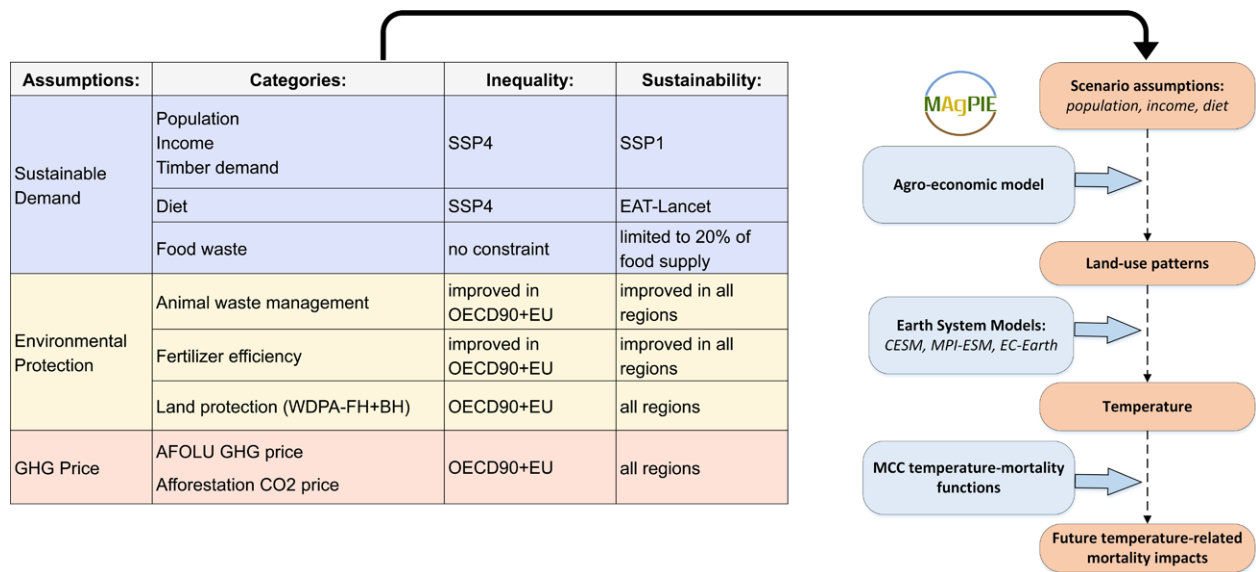 Assumptions: Categories: Inequality: Sustainability:
Sustainable
Demand
Population
Income
Timber demand
SSP4
SSP1
Diet
SSP4
EAT-Lancet
Food waste
no constraint
limited to 20% of
food supply
Environmental
Protection
Animal waste management
improved in
OECD90+EU
improved in all
regions
Fertilizer efficiency
improved in
OECD90+EU
improved in all
regions
Land protection (WDPA-FH+BH)
OECD90+EU
all regions
GHG Price
AFOLU GHG price
Afforestation CO2 price
OECD90+EU
all regions
MAgPIE
Scenario assumptions:
population, income, diet
Agro-economic model
Land-use patterns
Earth System Models:
CESM, MPI-ESM, EC-Earth
Temperature
MCC temperature-mortality
functions
Future temperature-related
mortality impacts